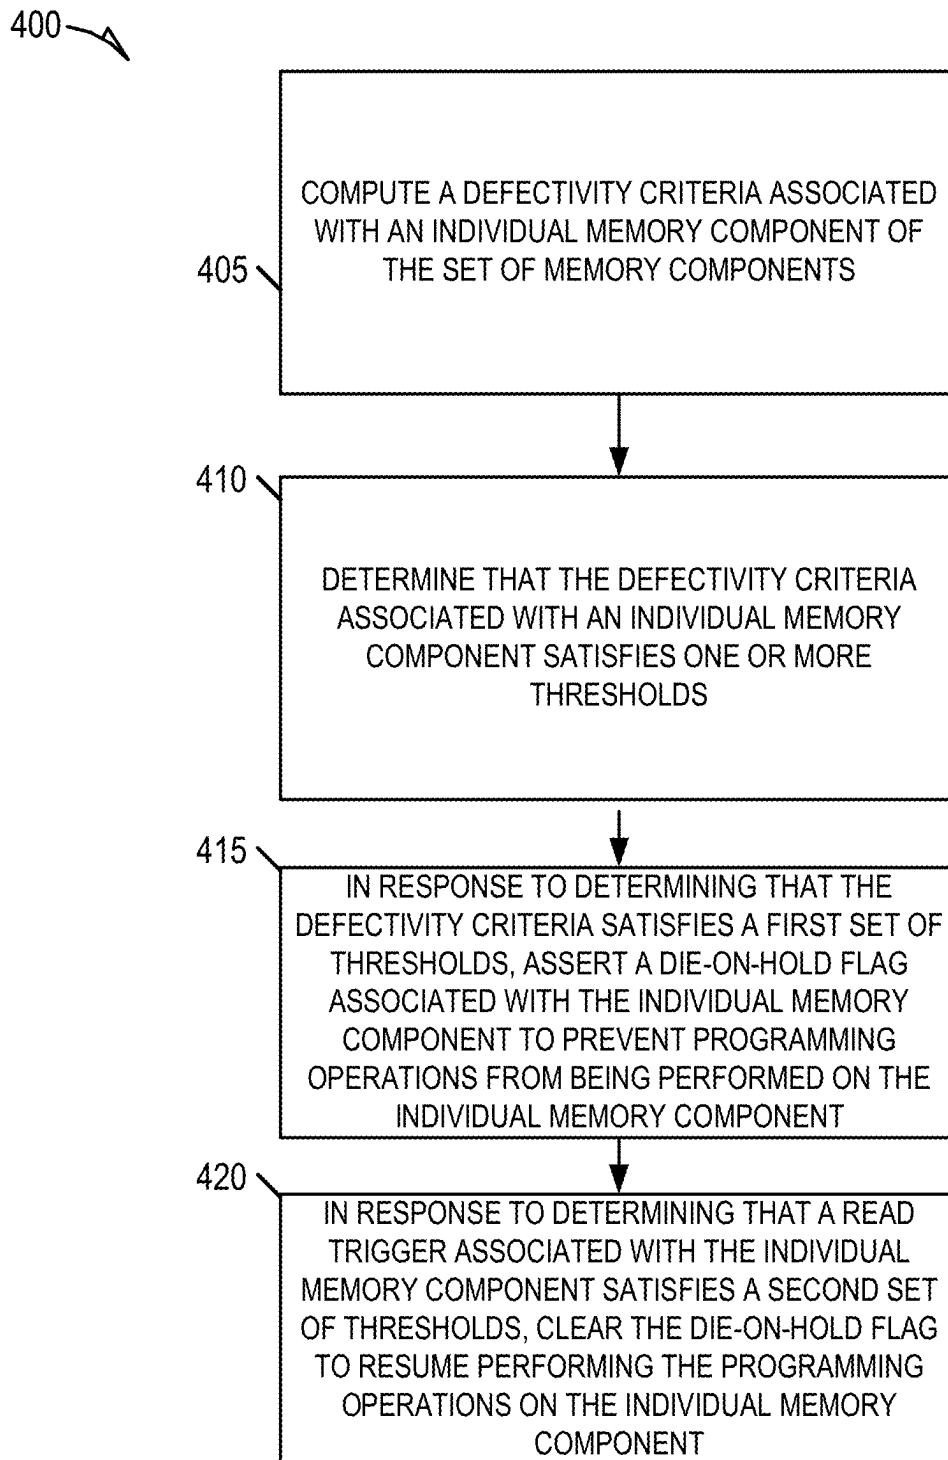 400
COMPUTE A DEFECTIVITY CRITERIA ASSOCIATED
WITH AN INDIVIDUAL MEMORY COMPONENT OF
THE SET OF MEMORY COMPONENTS
405
410
DETERMINE THAT THE DEFECTIVITY CRITERIA
ASSOCIATED WITH AN INDIVIDUAL MEMORY
COMPONENT SATISFIES ONE OR MORE
THRESHOLDS
415
IN RESPONSE TO DETERMINING THAT THE
DEFECTIVITY CRITERIA SATISFIES A FIRST SET OF
THRESHOLDS, ASSERT A DIE-ON-HOLD FLAG
ASSOCIATED WITH THE INDIVIDUAL MEMORY
COMPONENT TO PREVENT PROGRAMMING
OPERATIONS FROM BEING PERFORMED ON THE
INDIVIDUAL MEMORY COMPONENT
420
IN RESPONSE TO DETERMINING THAT A READ
TRIGGER ASSOCIATED WITH THE INDIVIDUAL
MEMORY COMPONENT SATISFIES A SECOND SET
OF THRESHOLDS, CLEAR THE DIE-ON-HOLD FLAG
TO RESUME PERFORMING THE PROGRAMMING
OPERATIONS ON THE INDIVIDUAL MEMORY
COMPONENT